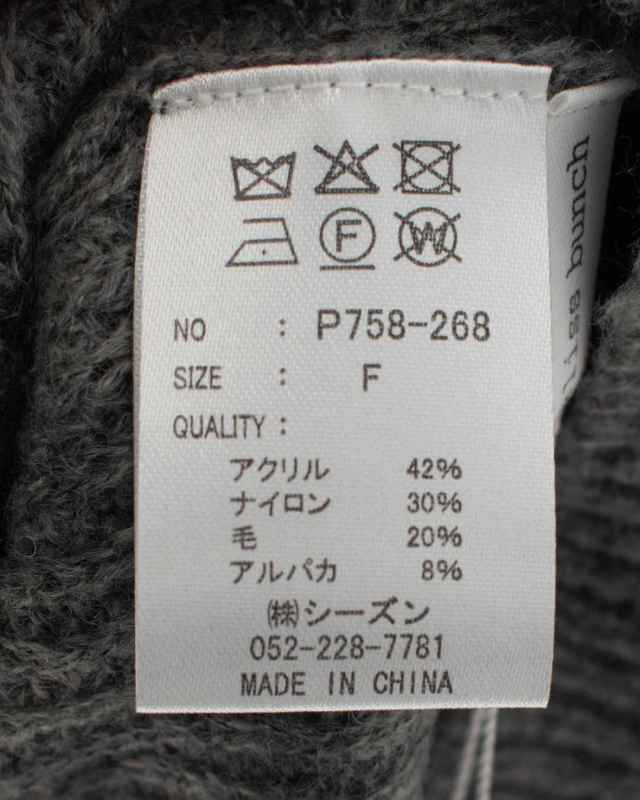 NO : P758-268
SIZE : F
QUALITY :
アクリル 42%
ナイロン 30%
毛 20%
アルパカ 8%
㈱シーズン
052-228-7781
MADE IN CHINA
F
W
bunch